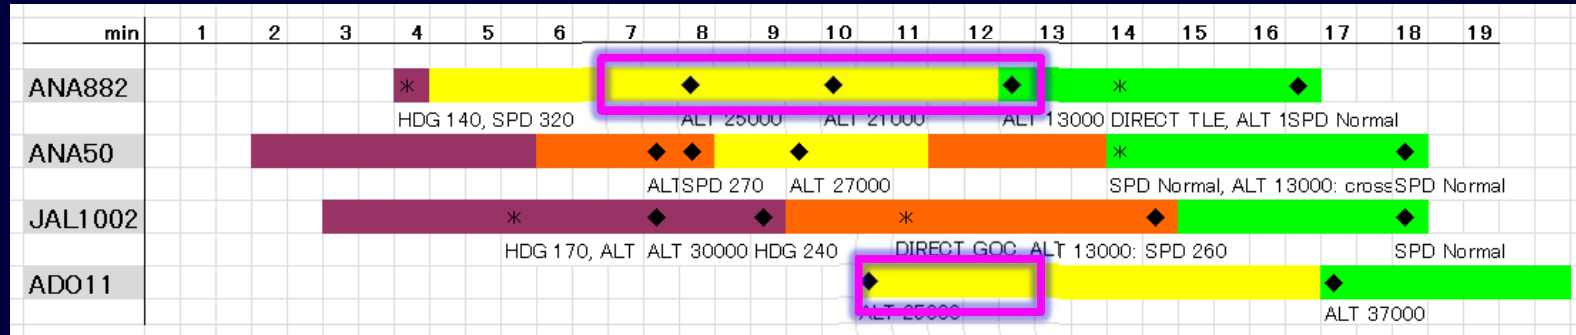 min 1 2 3 4 5 6 7 8 9 10 11 12 13 14 15 16 17 18 19
ANA882
HDG 140, SPD 320 ALT 25000 ALT 21000 ALT 13000 DIRECT TLE, ALT 1SPD Normal
ANA50
ALTSPD 270 ALT 27000 SPD Normal, ALT 13000: crossSPD Normal
JAL1002
HDG 170, ALT ALT 30000 HDG 240 DIRECT GOC, ALT 13000: SPD 260 SPD Normal
ADO11
ALT 25000 ALT 37000